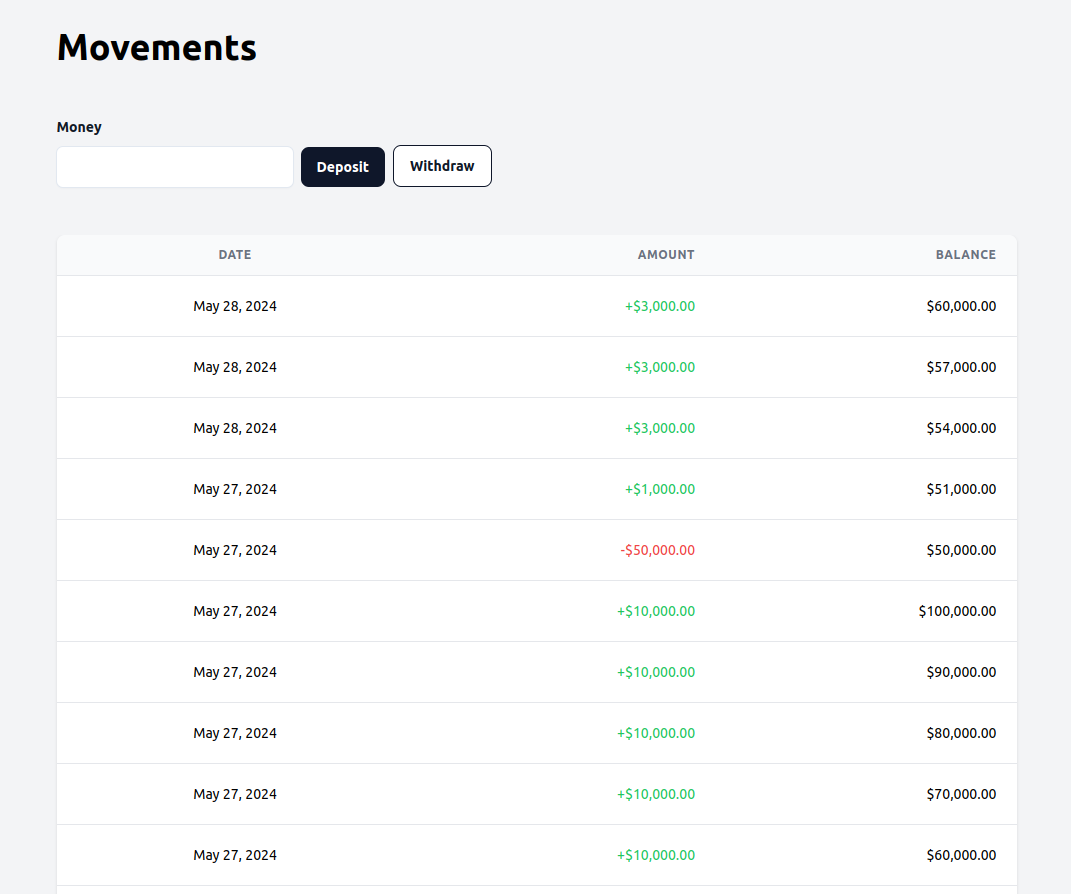 Movements
Money
Deposit Withdraw
DATE AMOUNT BALANCE
May 28, 2024 +$3,000.00 $60,000.00
May 28, 2024 +$3,000.00 $57,000.00
May 28, 2024 +$3,000.00 $54,000.00
May 27, 2024 +$1,000.00 $51,000.00
May 27, 2024 -$50,000.00 $50,000.00
May 27, 2024 +$10,000.00 $100,000.00
May 27, 2024 +$10,000.00 $90,000.00
May 27, 2024 +$10,000.00 $80,000.00
May 27, 2024 +$10,000.00 $70,000.00
May 27, 2024 +$10,000.00 $60,000.00